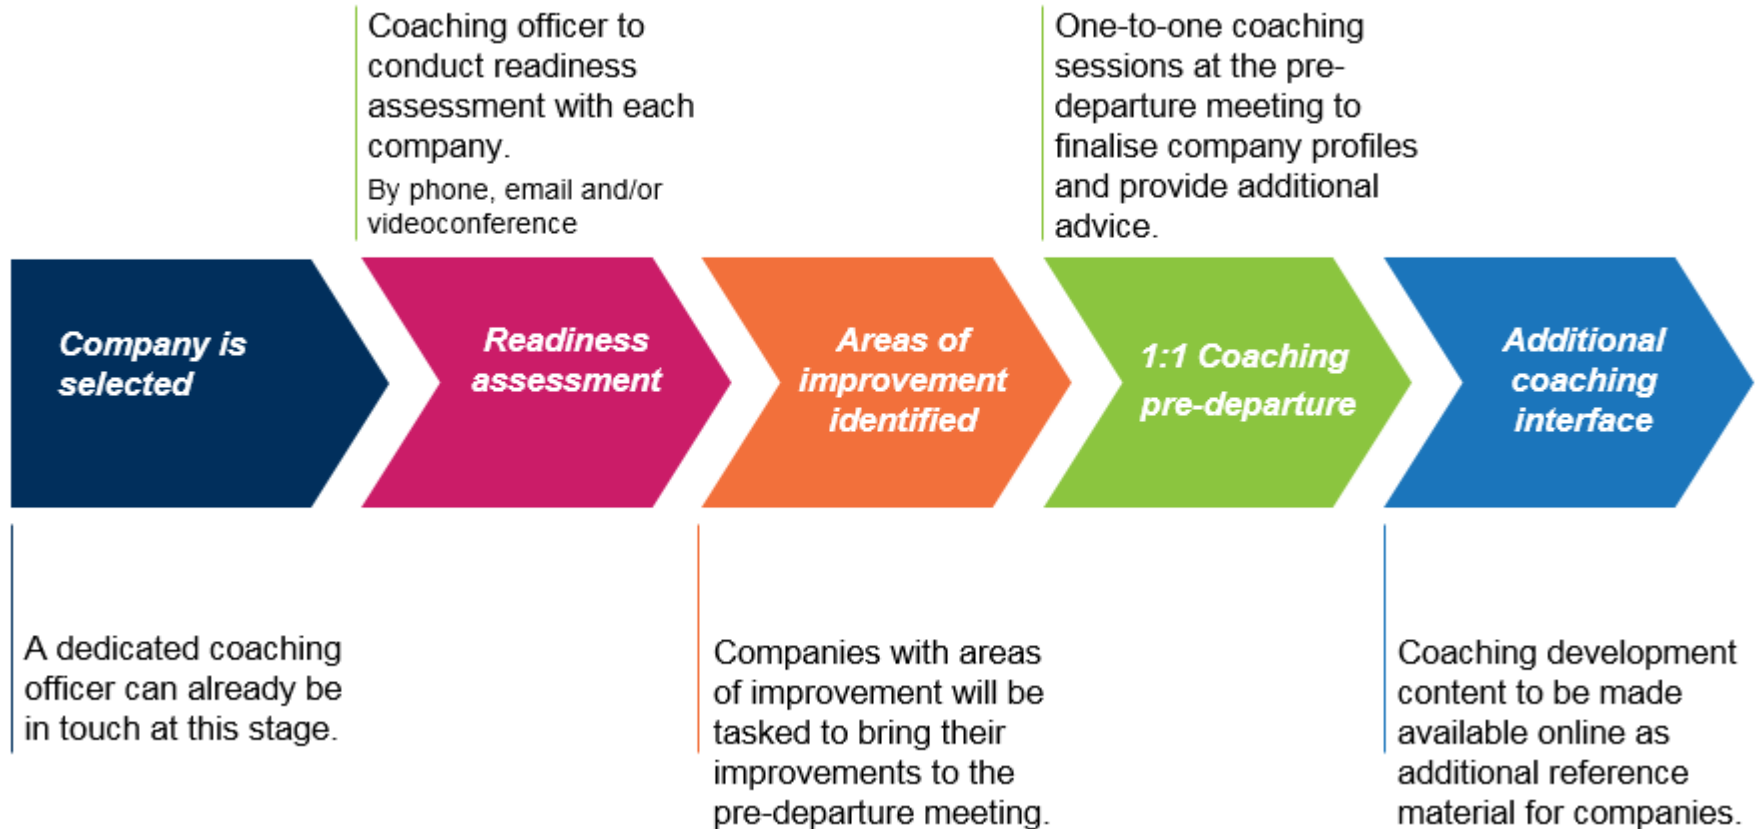 Coaching officer to
conduct readiness
assessment with each
company.
By phone, email and/or
videoconference
One-to-one coaching
sessions at the pre-
departure meeting to
finalise company profiles
and provide additional
advice.
Company is
selected
Readiness
assessment
Areas of
improvement
identified
1:1 Coaching
pre-departure
Additional
coaching
interface
A dedicated coaching
officer can already be
in touch at this stage.
Companies with areas
of improvement will be
tasked to bring their
improvements to the
pre-departure meeting.
Coaching development
content to be made
available online as
additional reference
material for companies.